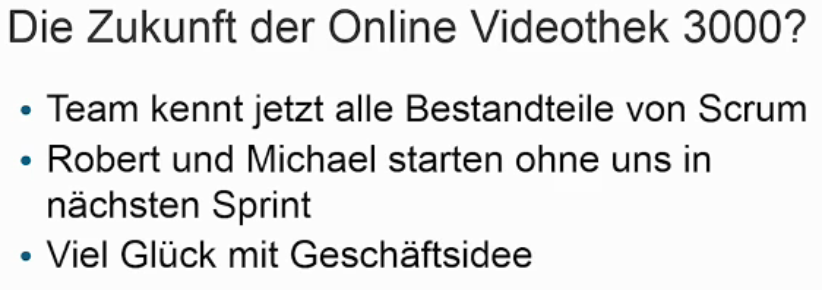 Die Zukunft der Online Videothek 3000?
• Team kennt jetzt alle Bestandteile von Scrum
• Robert und Michael starten ohne uns in
nächsten Sprint
• Viel Glück mit Geschäftsidee